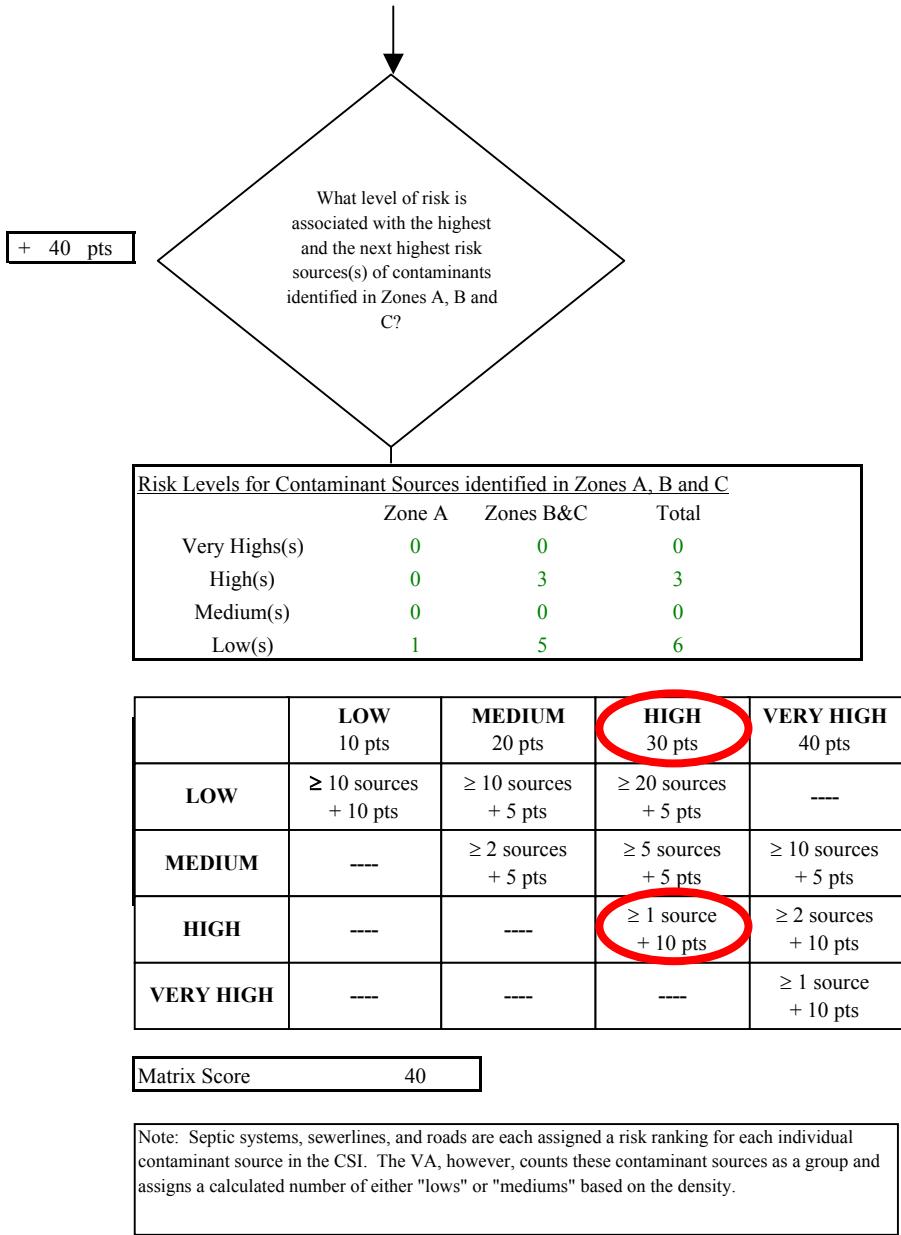 What level of risk is
associated with the highest
and the next highest risk
sources(s) of contaminants
identified in Zones A, B and
C?
+ 40 pts
Risk Levels for Contaminant Sources identified in Zones A, B and C
Zone A Zones B&C Total
Very Highs(s) 0 0 0
High(s) 0 3 3
Medium(s) 0 0 0
Low(s) 1 5 6
LOW MEDIUM HIGH VERY HIGH
10 pts 20 pts 30 pts 40 pts
LOW ≥ 10 sources ≥ 10 sources ≥ 20 sources ----
+ 10 pts + 5 pts + 5 pts
MEDIUM ---- ≥ 2 sources ≥ 5 sources ≥ 10 sources
+ 5 pts + 5 pts + 5 pts
HIGH ---- ---- ≥ 1 source ≥ 2 sources
+ 10 pts + 10 pts
VERY HIGH ---- ---- ---- ≥ 1 source
+ 10 pts
Matrix Score 40
Note: Septic systems, sewerlines, and roads are each assigned a risk ranking for each individual
contaminant source in the CSI. The VA, however, counts these contaminant sources as a group and
assigns a calculated number of either "lows" or "mediums" based on the density.